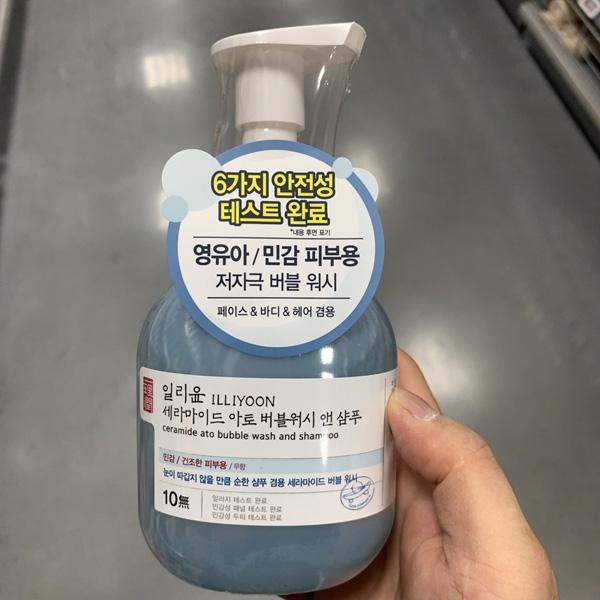 6가지 안전성
테스트 완료
*내용 후면 표기
영유아 / 민감 피부용
저자극 버블 워시
페이스 & 바디 & 헤어 겸용
일리윤 ILLIYOON
세라마이드 아토 버블워시 앤 샴푸
ceramide ato bubble wash and shampoo
민감 / 건조한 피부용 / 무향
눈이 따갑지 않을 만큼 순한 샴푸 겸용 세라마이드 버블 워시
10無
알러지 테스트 완료
민감성 패널 테스트 완료
민감성 두피 테스트 완료